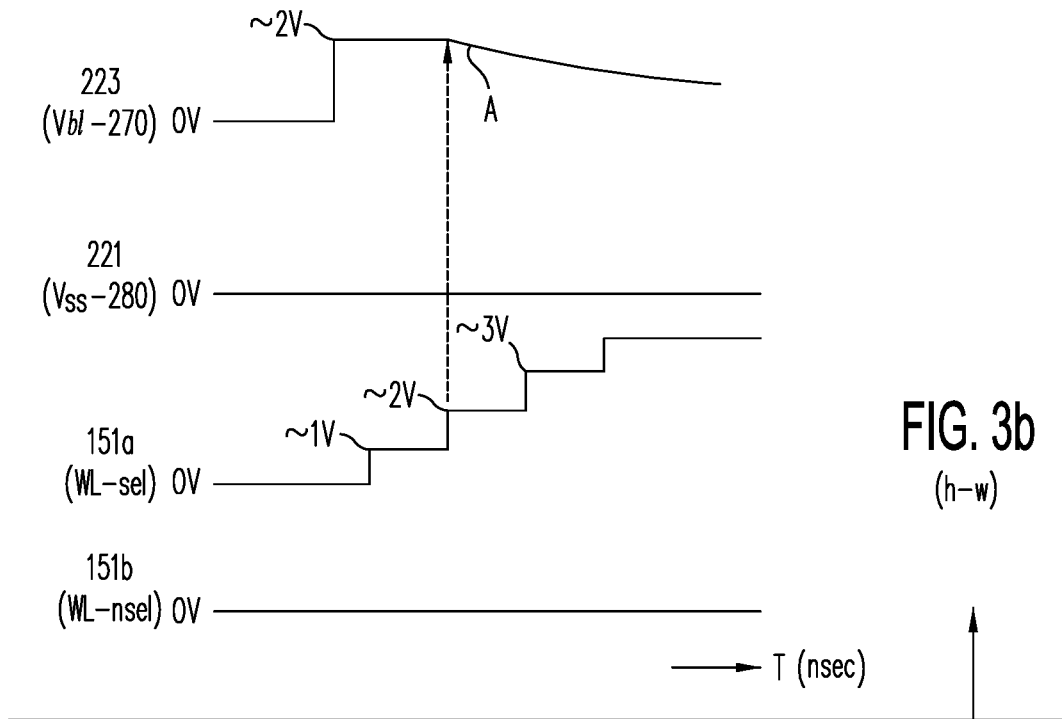 ~2V
223
(Vbl-270) 0V
A
221
(Vss-280) 0V
~3V
~2V
~1V
151a
(WL-sel) 0V
FIG. 3b
(h-w)
151b
(WL-nsel) 0V
T (nsec)